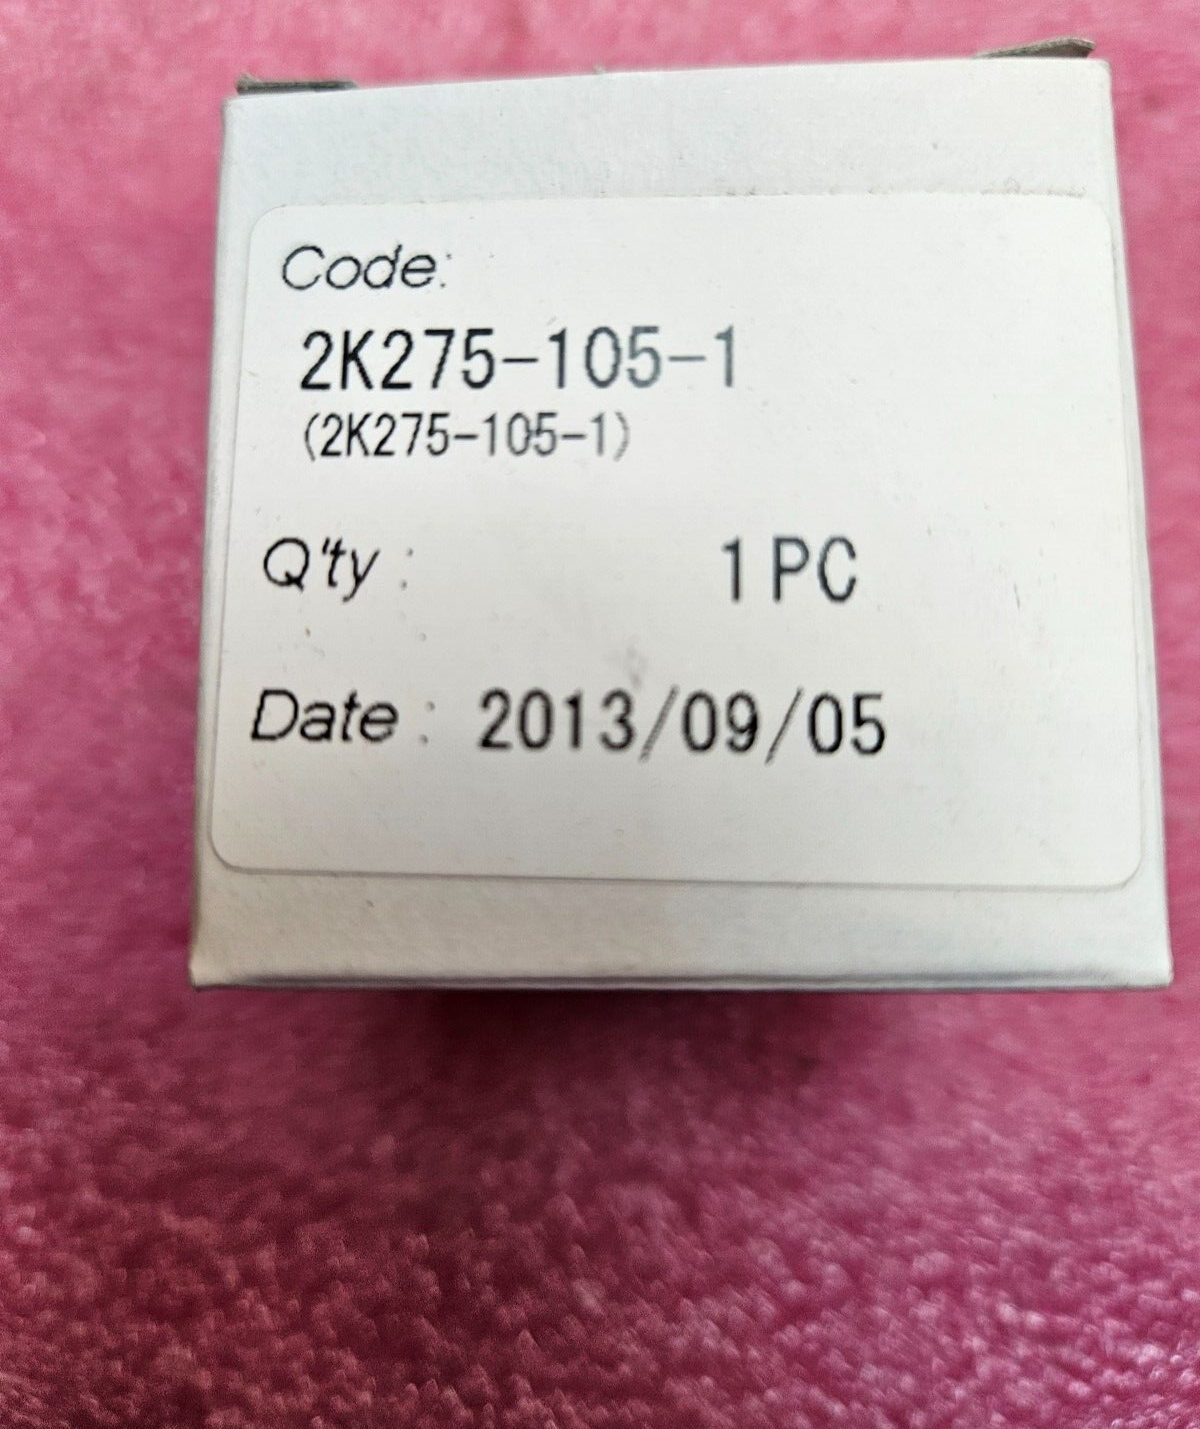 Code:
2K275-105-1
(2K275-105-1)
Q'ty : 1PC
Date : 2013/09/05